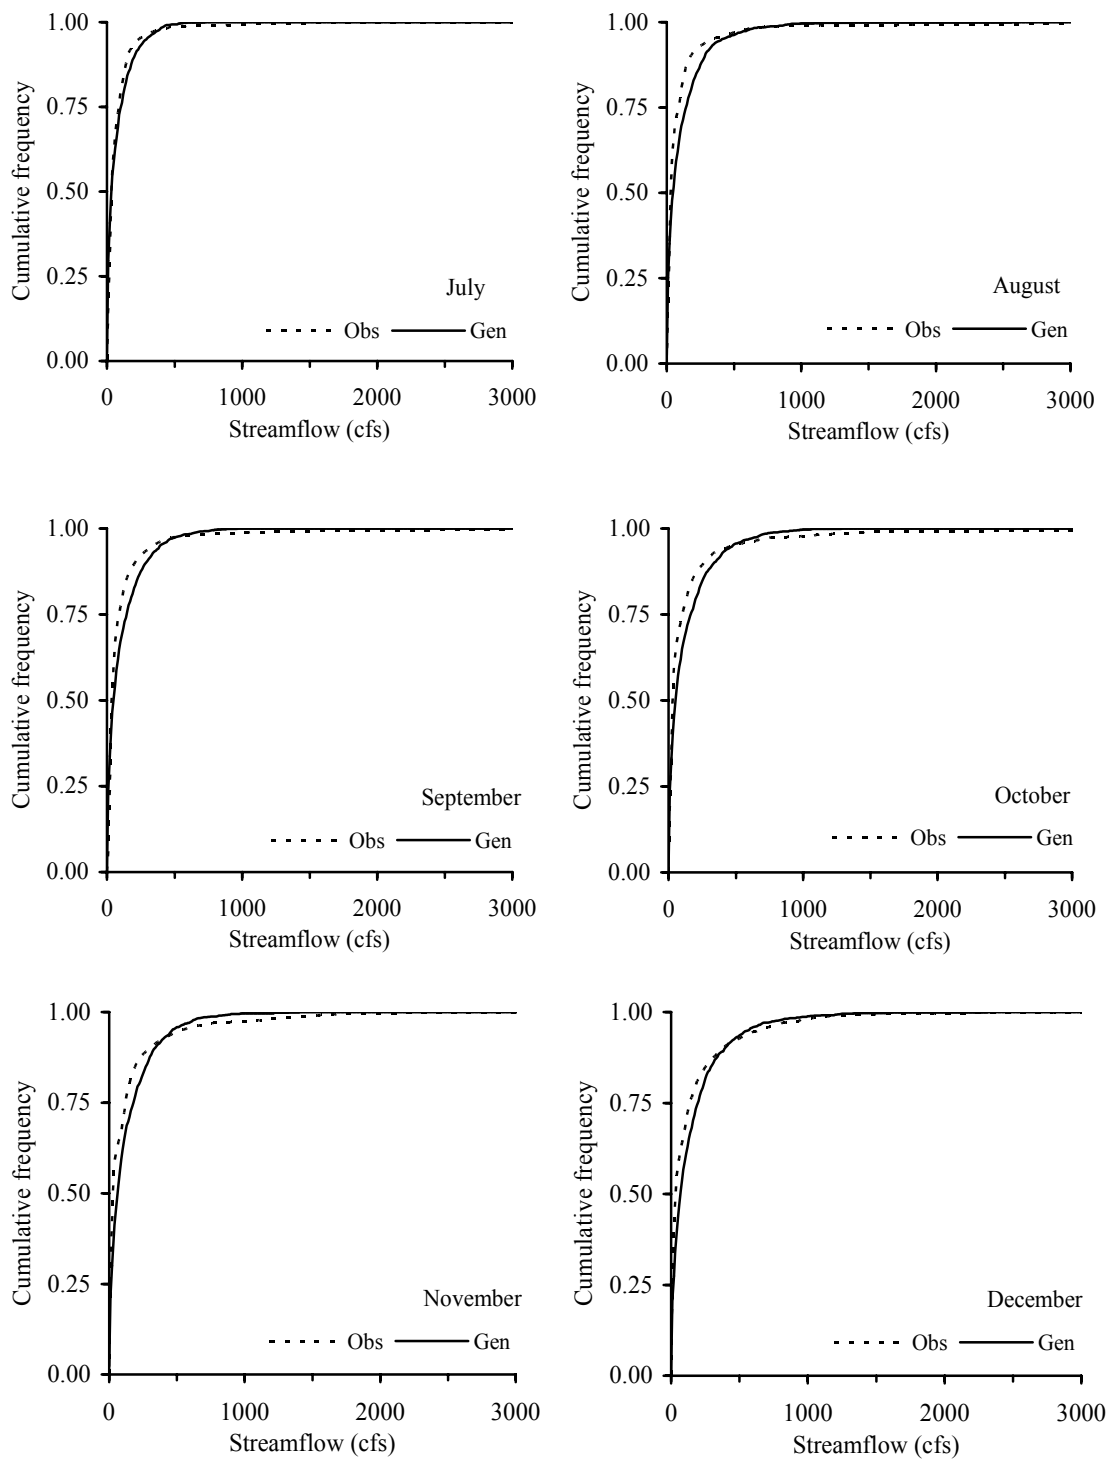 1.00
0.75
0.50
0.25
0.00
Cumulative frequency
July
Obs Gen
0 1000 2000 3000
Streamflow (cfs)
1.00
0.75
0.50
0.25
0.00
Cumulative frequency
August
Obs Gen
0 1000 2000 3000
Streamflow (cfs)
1.00
0.75
0.50
0.25
0.00
Cumulative frequency
September
Obs Gen
0 1000 2000 3000
Streamflow (cfs)
1.00
0.75
0.50
0.25
0.00
Cumulative frequency
October
Obs Gen
0 1000 2000 3000
Streamflow (cfs)
1.00
0.75
0.50
0.25
0.00
Cumulative frequency
November
Obs Gen
0 1000 2000 3000
Streamflow (cfs)
1.00
0.75
0.50
0.25
0.00
Cumulative frequency
December
Obs Gen
0 1000 2000 3000
Streamflow (cfs)